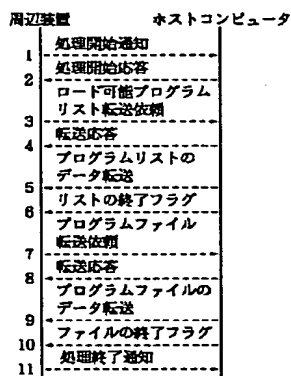 周辺装置 ホストコンピュータ
処理開始通知
1
処理開始応答
2
ロード可能プログラム
リスト転送依頼
3
転送応答
4
プログラムリストの
データ転送
5
リストの終了フラグ
6
プログラムファイル
転送依頼
7
転送応答
8
プログラムファイルの
データ転送
9
ファイルの終了フラグ
10
処理終了通知
11